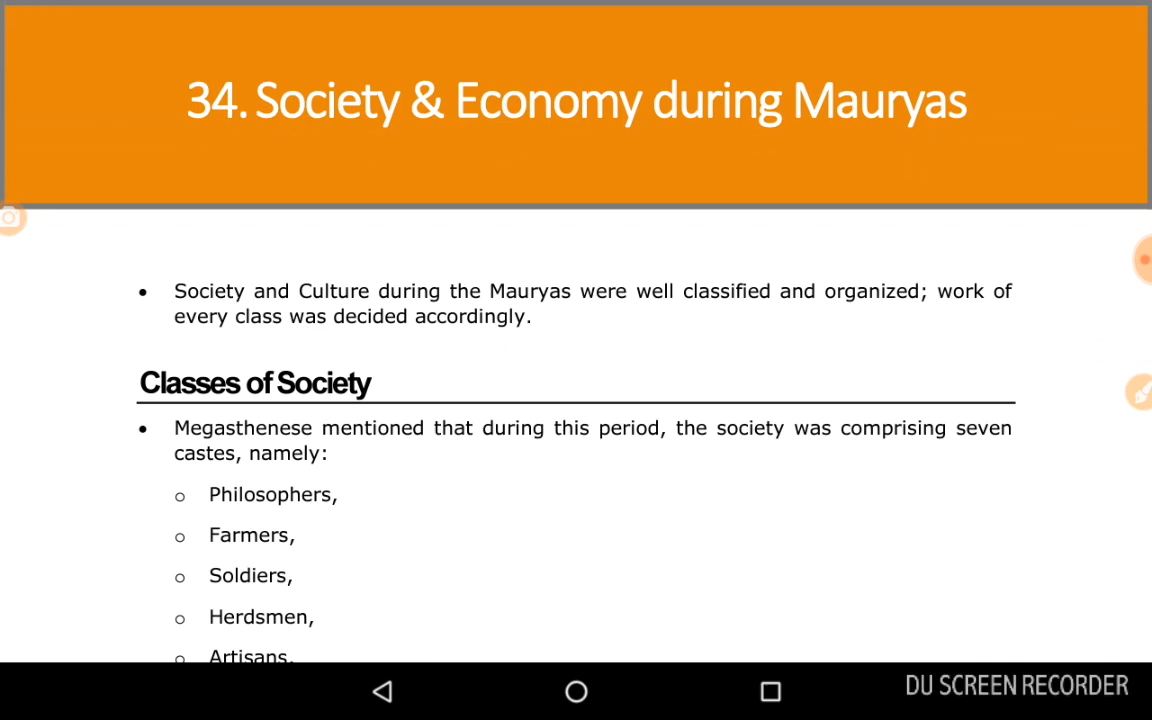 34. Society & Economy during Mauryas
• Society and Culture during the Mauryas were well classified and organized; work of
every class was decided accordingly.
Classes of Society
• Megasthenese mentioned that during this period, the society was comprising seven
castes, namely:
o Philosophers,
o Farmers,
o Soldiers,
o Herdsmen,
o Artisans,
DU SCREEN RECORDER